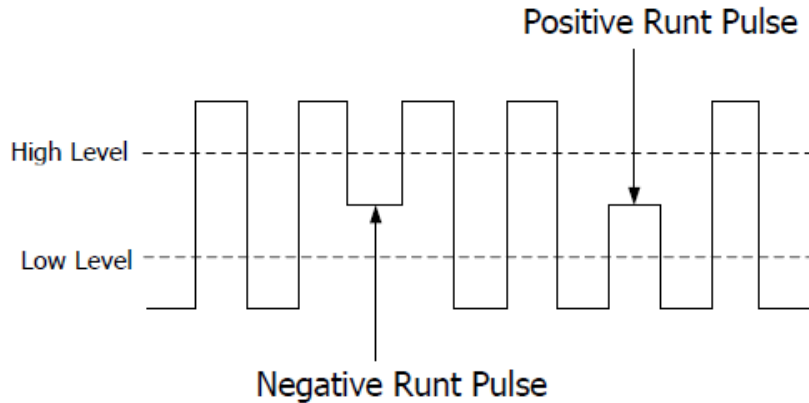 Positive Runt Pulse
High Level
Low Level
Negative Runt Pulse